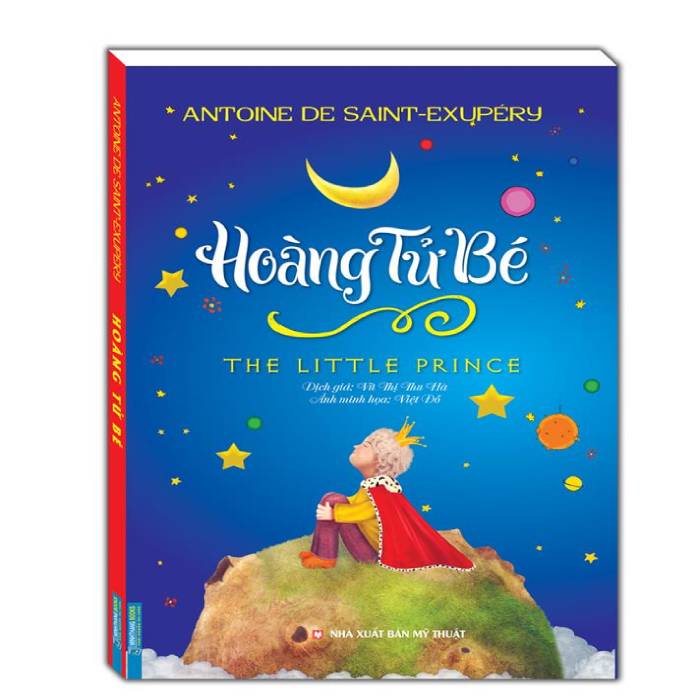 ANTOINE DE SAINT-EXUPÉRY
Hoàng Tử Bé
THE LITTLE PRINCE
Dịch giả: Vũ Thị Thu Hà
Ảnh minh họa: Việt Đỗ
NHÀ XUẤT BẢN MỸ THUẬT
ANTOINE DE SAINT-EXUPÉRY
HOÀNG TỬ BÉ